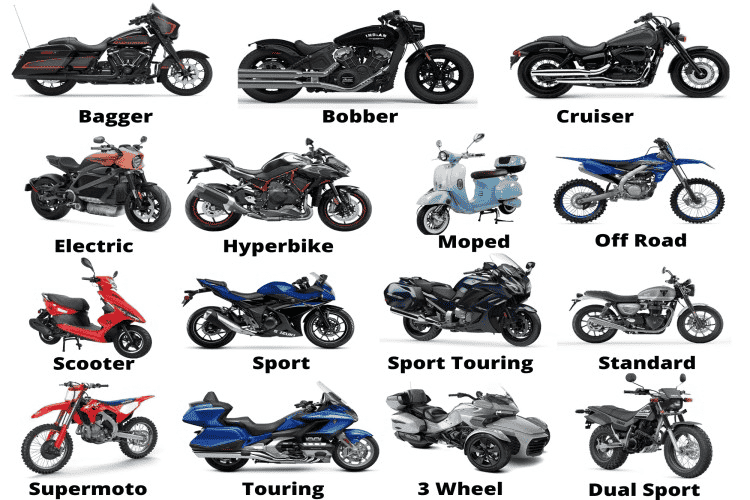 INDIAN
Bagger
Bobber
Cruiser
Electric
Hyperbike
Moped
Off Road
Scooter
Sport
Sport Touring
Standard
Supermoto
Touring
3 Wheel
Dual Sport